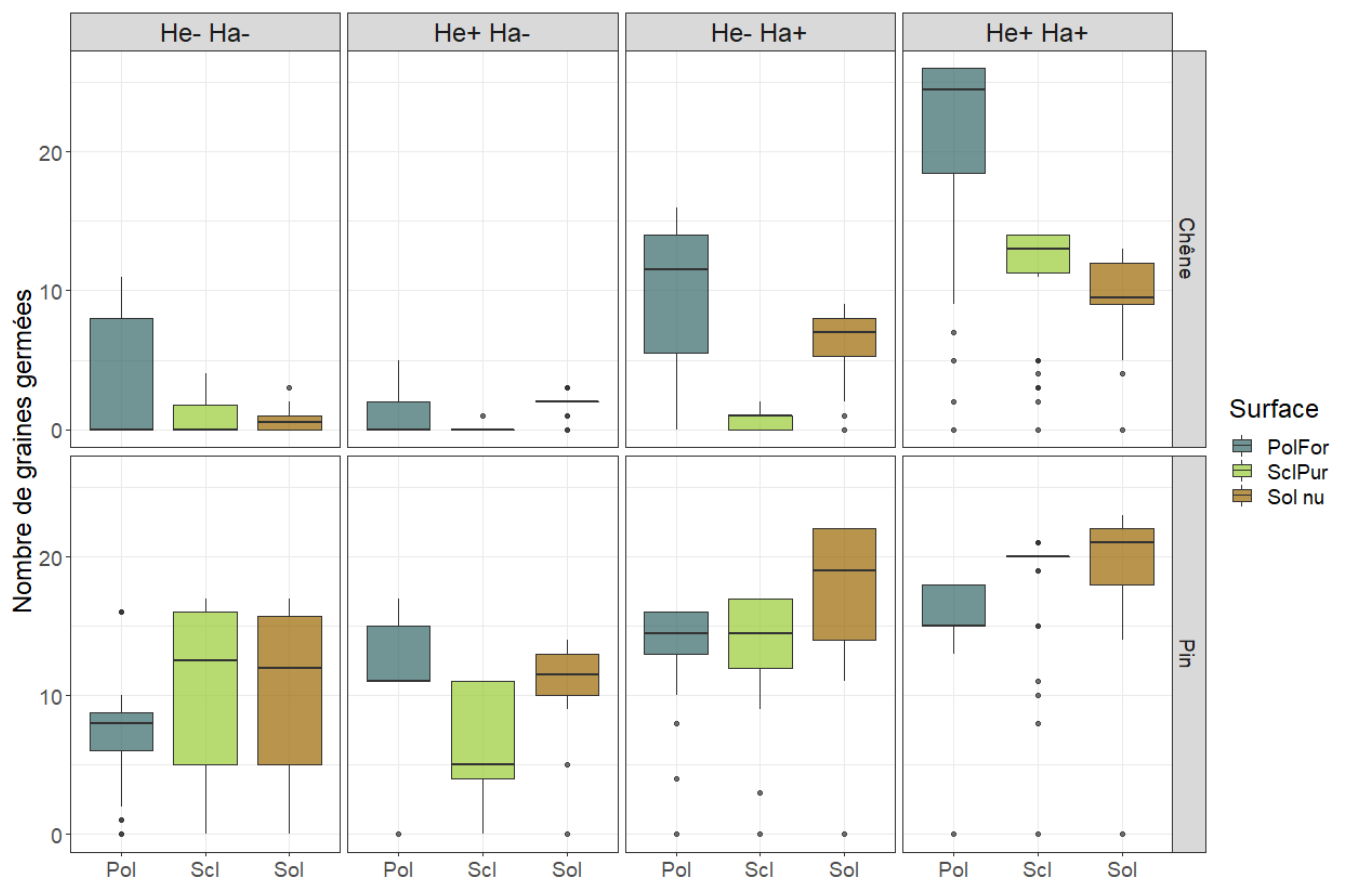 He- Ha-
He+ Ha-
He- Ha+
He+ Ha+
Nombre de graines germées
20
10
0
Chêne
20
10
0
Pin
Pol
Scl
Sol
Pol
Scl
Sol
Pol
Scl
Sol
Pol
Scl
Sol
Surface
PolFor
SclPur
Sol nu